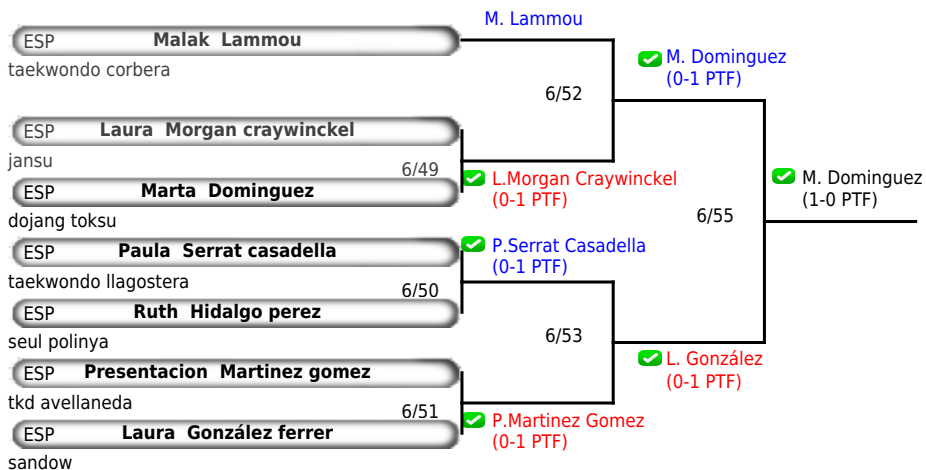 M. Lammou
ESP Malak Lammou
taekwondo corbera
M. Dominguez
(0-1 PTF)
6/52
ESP Laura Morgan craywinckel
jansu
6/49
L.Morgan Craywinckel
(0-1 PTF)
ESP Marta Dominguez
dojang toksu
M. Dominguez
(1-0 PTF)
6/55
ESP Paula Serrat casadella
P.Serrat Casadella
(0-1 PTF)
taekwondo llagostera
6/50
ESP Ruth Hidalgo perez
seul polinya
6/53
L. González
(0-1 PTF)
ESP Presentacion Martinez gomez
tkd avellaneda
6/51
P.Martinez Gomez
(0-1 PTF)
ESP Laura González ferrer
sandow